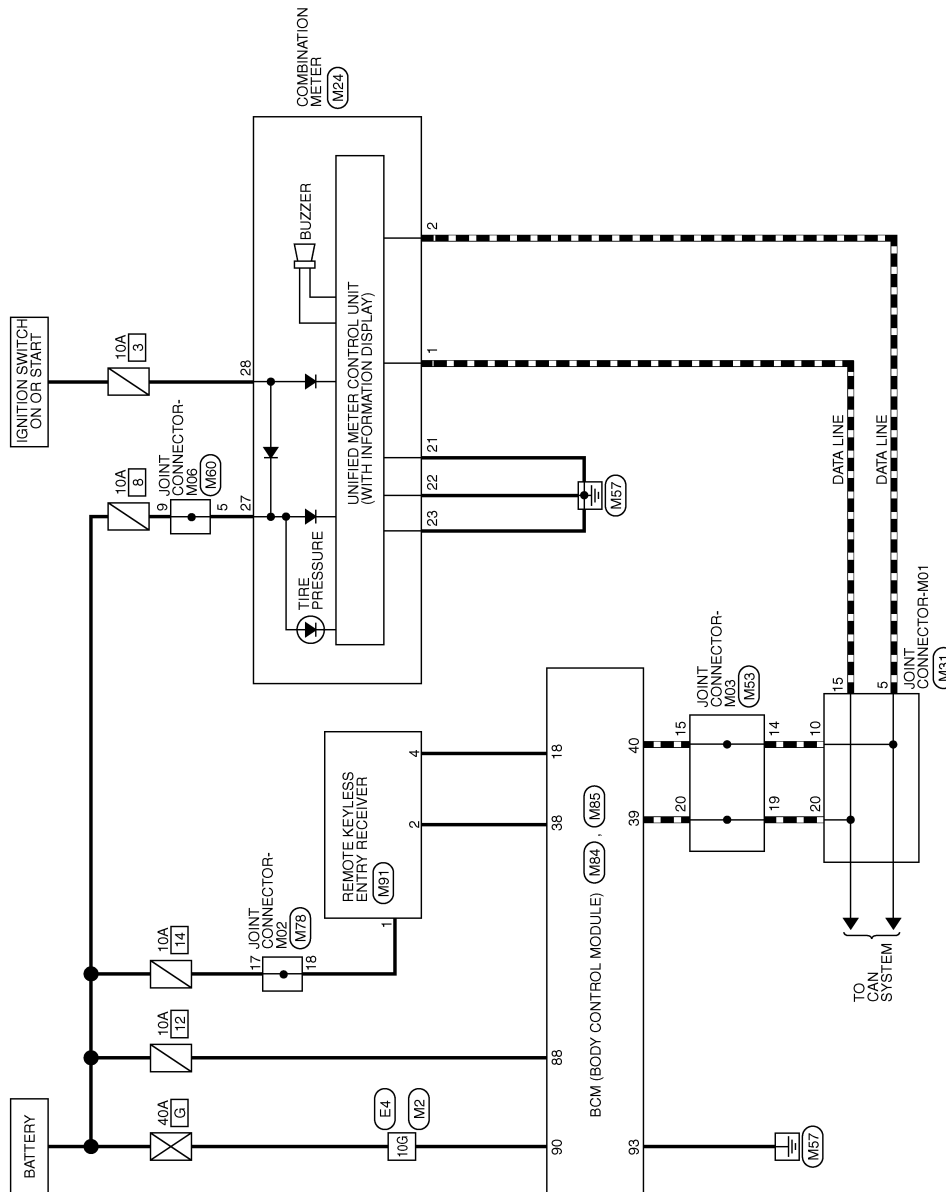 BATTERY
IGNITION SWITCH
ON OR START
40A
G
10A
12
10A
14
10A
8
10A
3
E4
M2
10G
17
JOINT
CONNECTOR-
M02
M78
18
9
JOINT
CONNECTOR-
M06
M60
5
27
28
COMBINATION
METER
M24
TIRE
PRESSURE
BUZZER
UNIFIED METER CONTROL UNIT
(WITH INFORMATION DISPLAY)
23
22
21
1
2
M57
REMOTE KEYLESS
ENTRY RECEIVER
M91
1
2
4
90
88
38
18
BCM (BODY CONTROL MODULE)
M84
,
M85
93
39
40
M57
20
15
JOINT
CONNECTOR-
M03
M53
19
14
20
10
15
5
DATA LINE
DATA LINE
JOINT
CONNECTOR-M01
M31
TO
CAN
SYSTEM